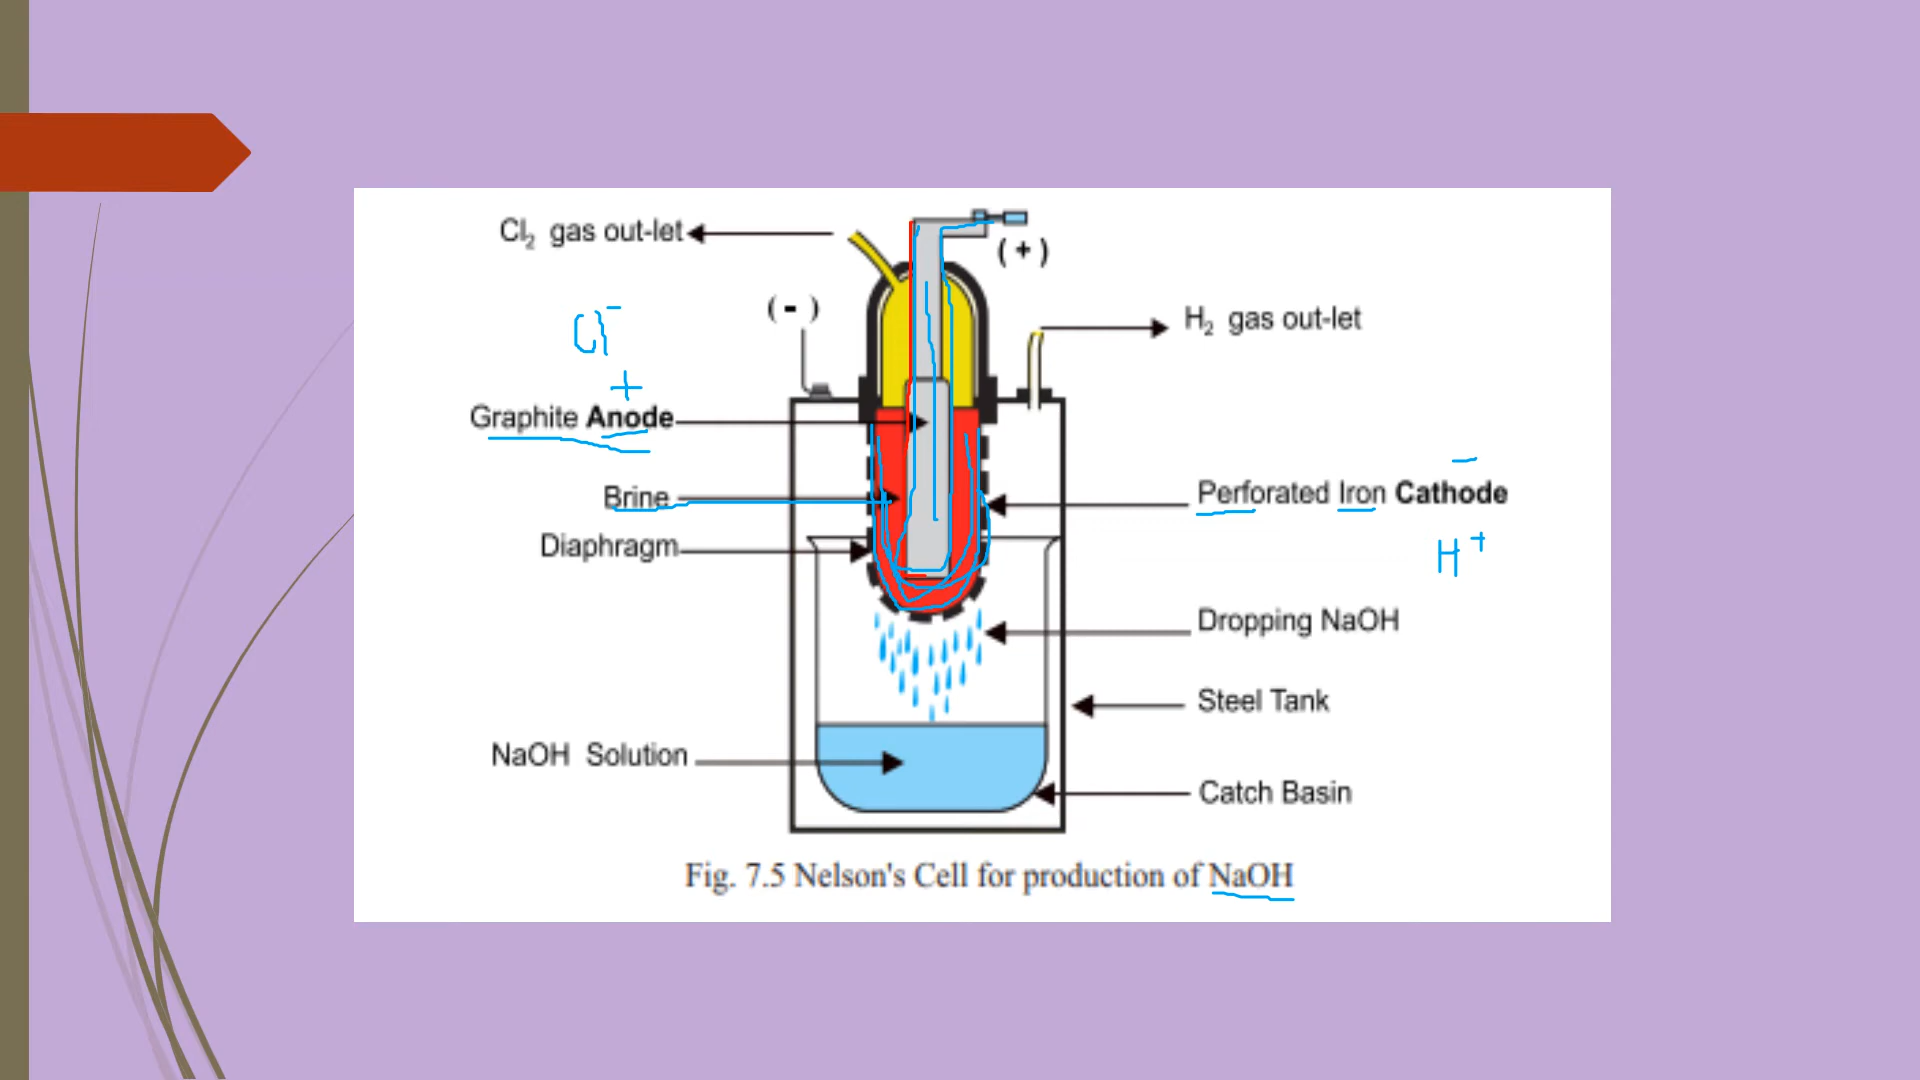 Cl₂ gas out-let
(+)
(-)
H₂ gas out-let
Cl⁻
+
Graphite Anode
−
Brine
Perforated Iron Cathode
Diaphragm
H⁺
Dropping NaOH
Steel Tank
NaOH Solution
Catch Basin
Fig. 7.5 Nelson's Cell for production of NaOH